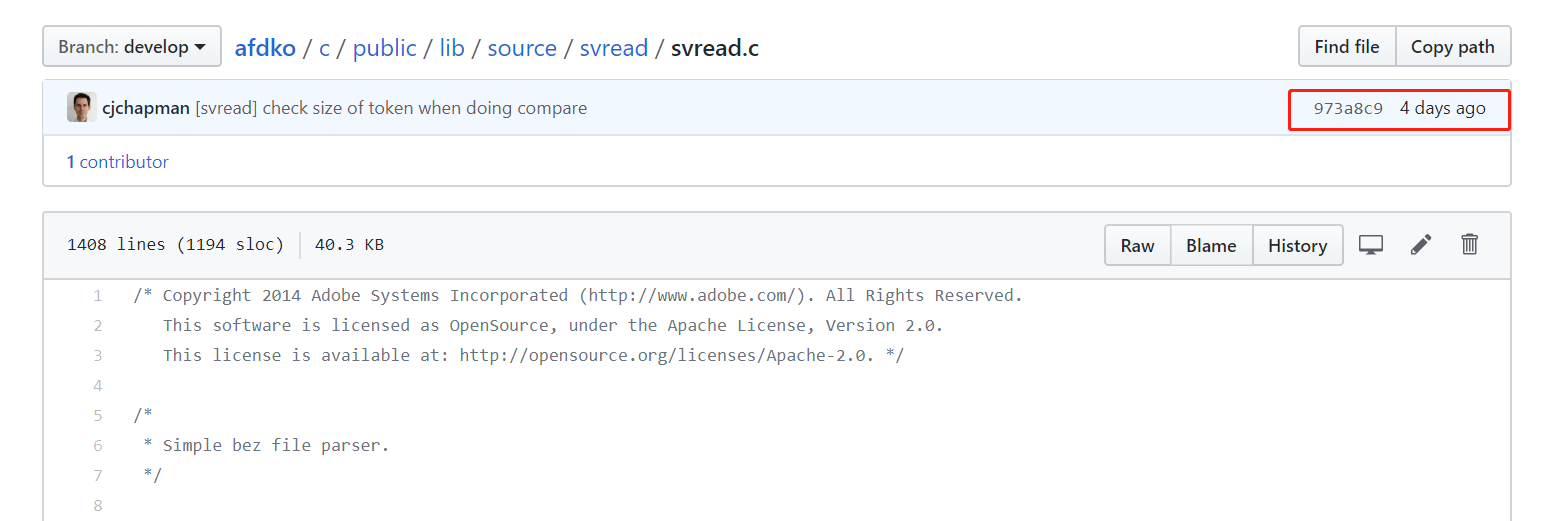 Branch: develop afdko / c / public / lib / source / svread / svread.c Find file Copy path
cjchapman [svread] check size of token when doing compare 973a8c9 4 days ago
1 contributor
1408 lines (1194 sloc) 40.3 KB Raw Blame History
1 /* Copyright 2014 Adobe Systems Incorporated (http://www.adobe.com/). All Rights Reserved.
2 This software is licensed as OpenSource, under the Apache License, Version 2.0.
3 This license is available at: http://opensource.org/licenses/Apache-2.0. */
4
5 /*
6 * Simple bez file parser.
7 */
8